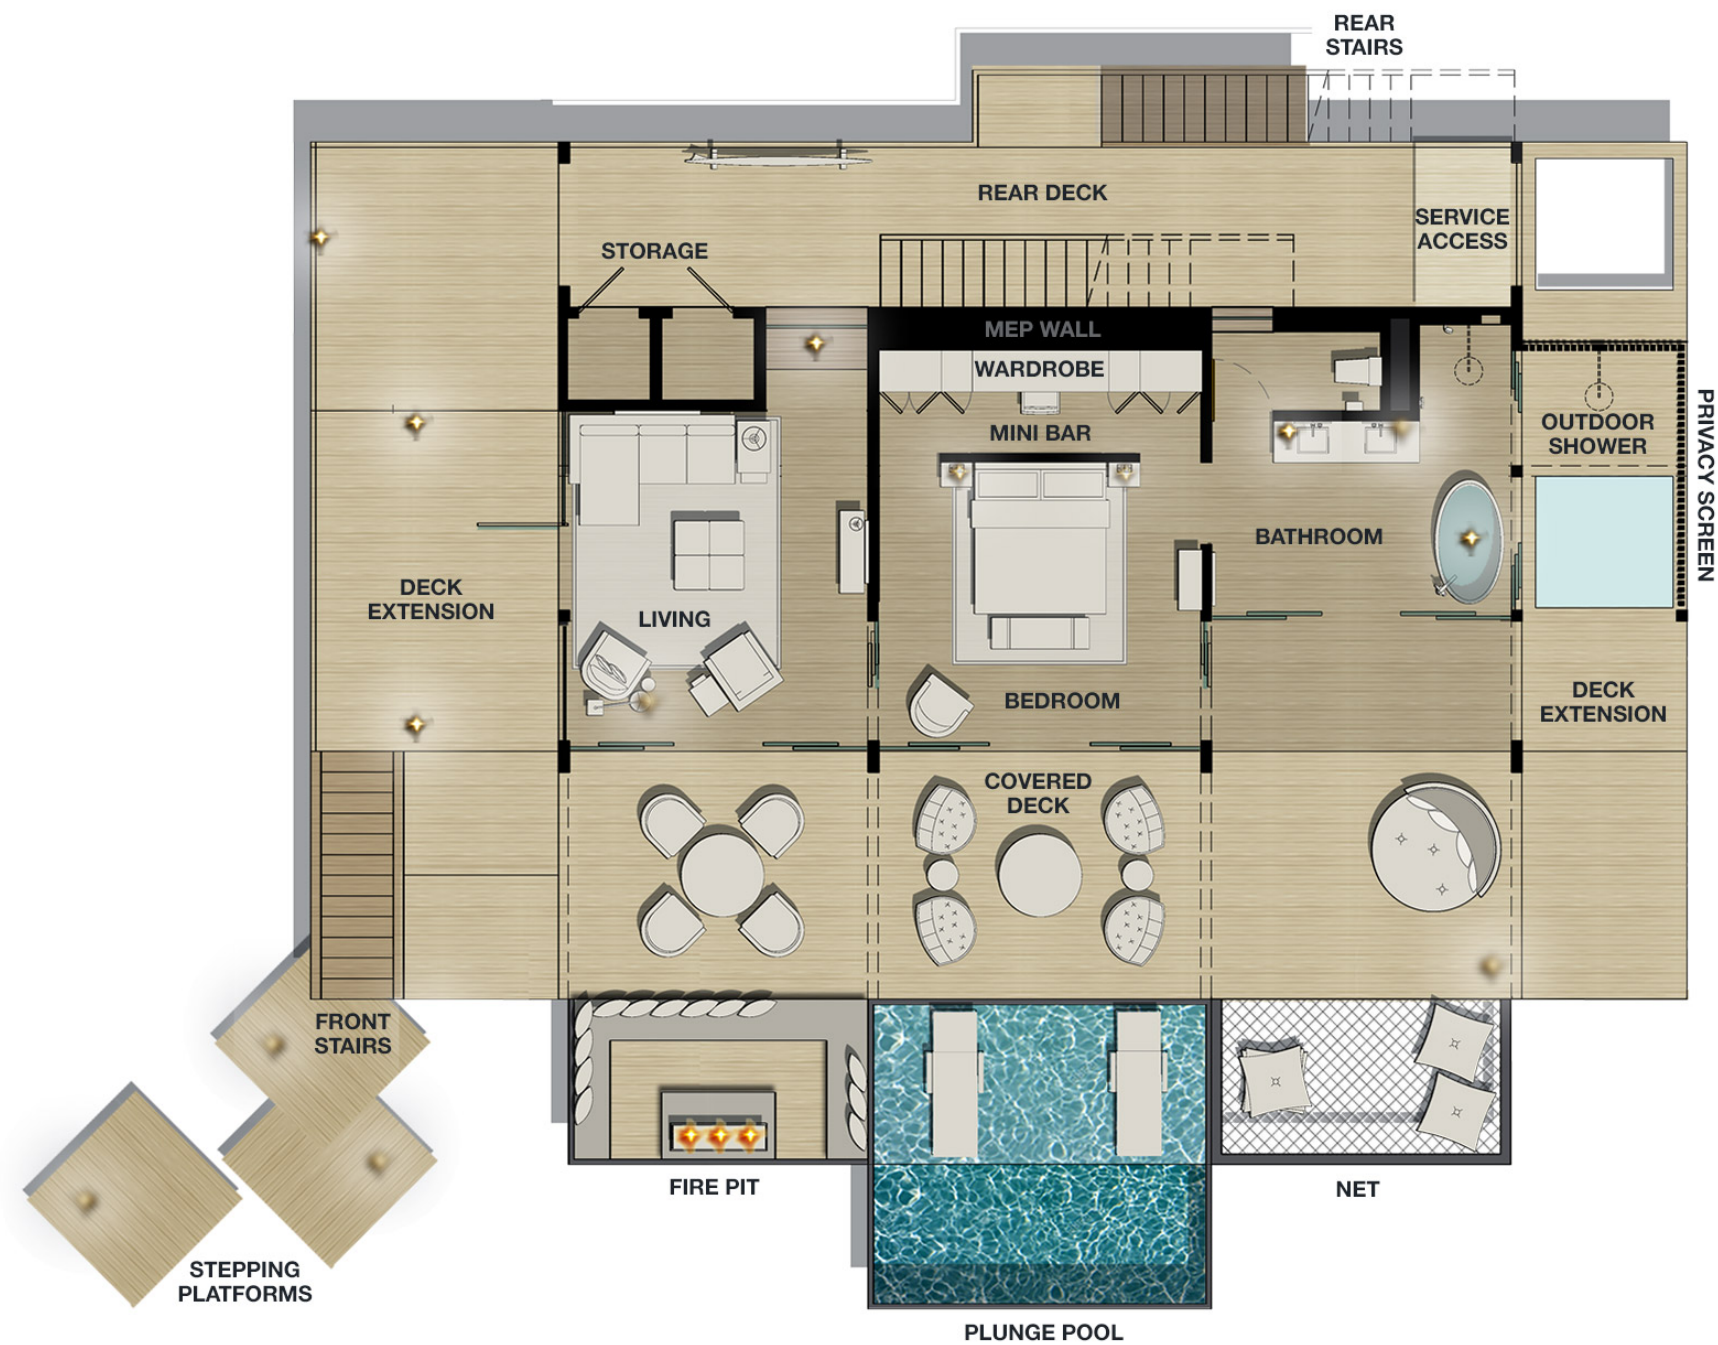 REAR
STAIRS
REAR DECK
SERVICE
ACCESS
STORAGE
MEP WALL
WARDROBE
MINI BAR
OUTDOOR
SHOWER
PRIVACY SCREEN
BATHROOM
DECK
EXTENSION
LIVING
BEDROOM
DECK
EXTENSION
COVERED
DECK
FRONT
STAIRS
FIRE PIT
NET
STEPPING
PLATFORMS
PLUNGE POOL